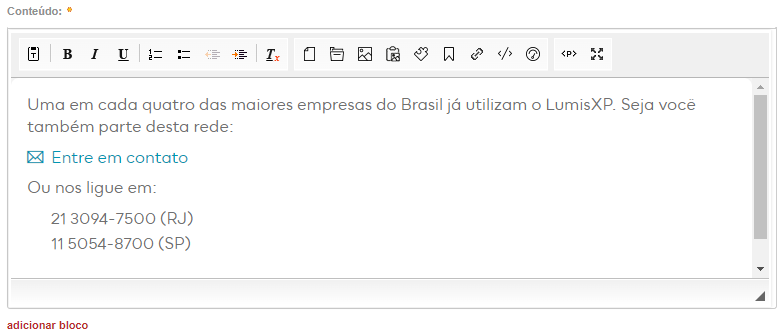 Conteúdo: *
Uma em cada quatro das maiores empresas do Brasil já utilizam o LumisXP. Seja você
também parte desta rede:
Entre em contato
Ou nos ligue em:
21 3094-7500 (RJ)
11 5054-8700 (SP)
adicionar bloco